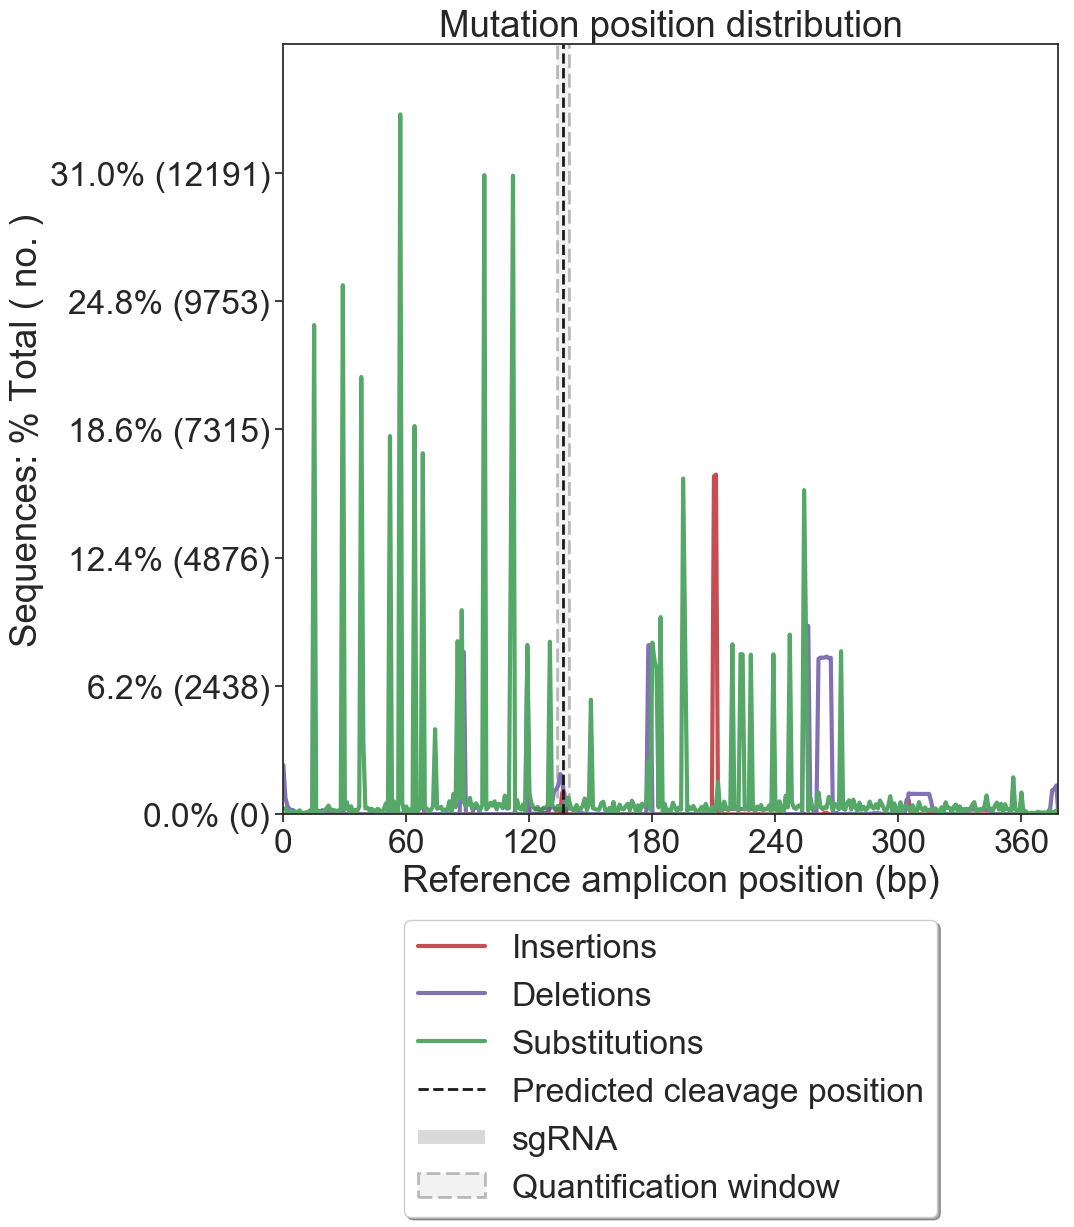 Mutation position distribution
Sequences: % Total ( no. )
31.0% (12191)
24.8% (9753)
18.6% (7315)
12.4% (4876)
6.2% (2438)
0.0% (0)
0 60 120 180 240 300 360
Reference amplicon position (bp)
Insertions
Deletions
Substitutions
Predicted cleavage position
sgRNA
Quantification window